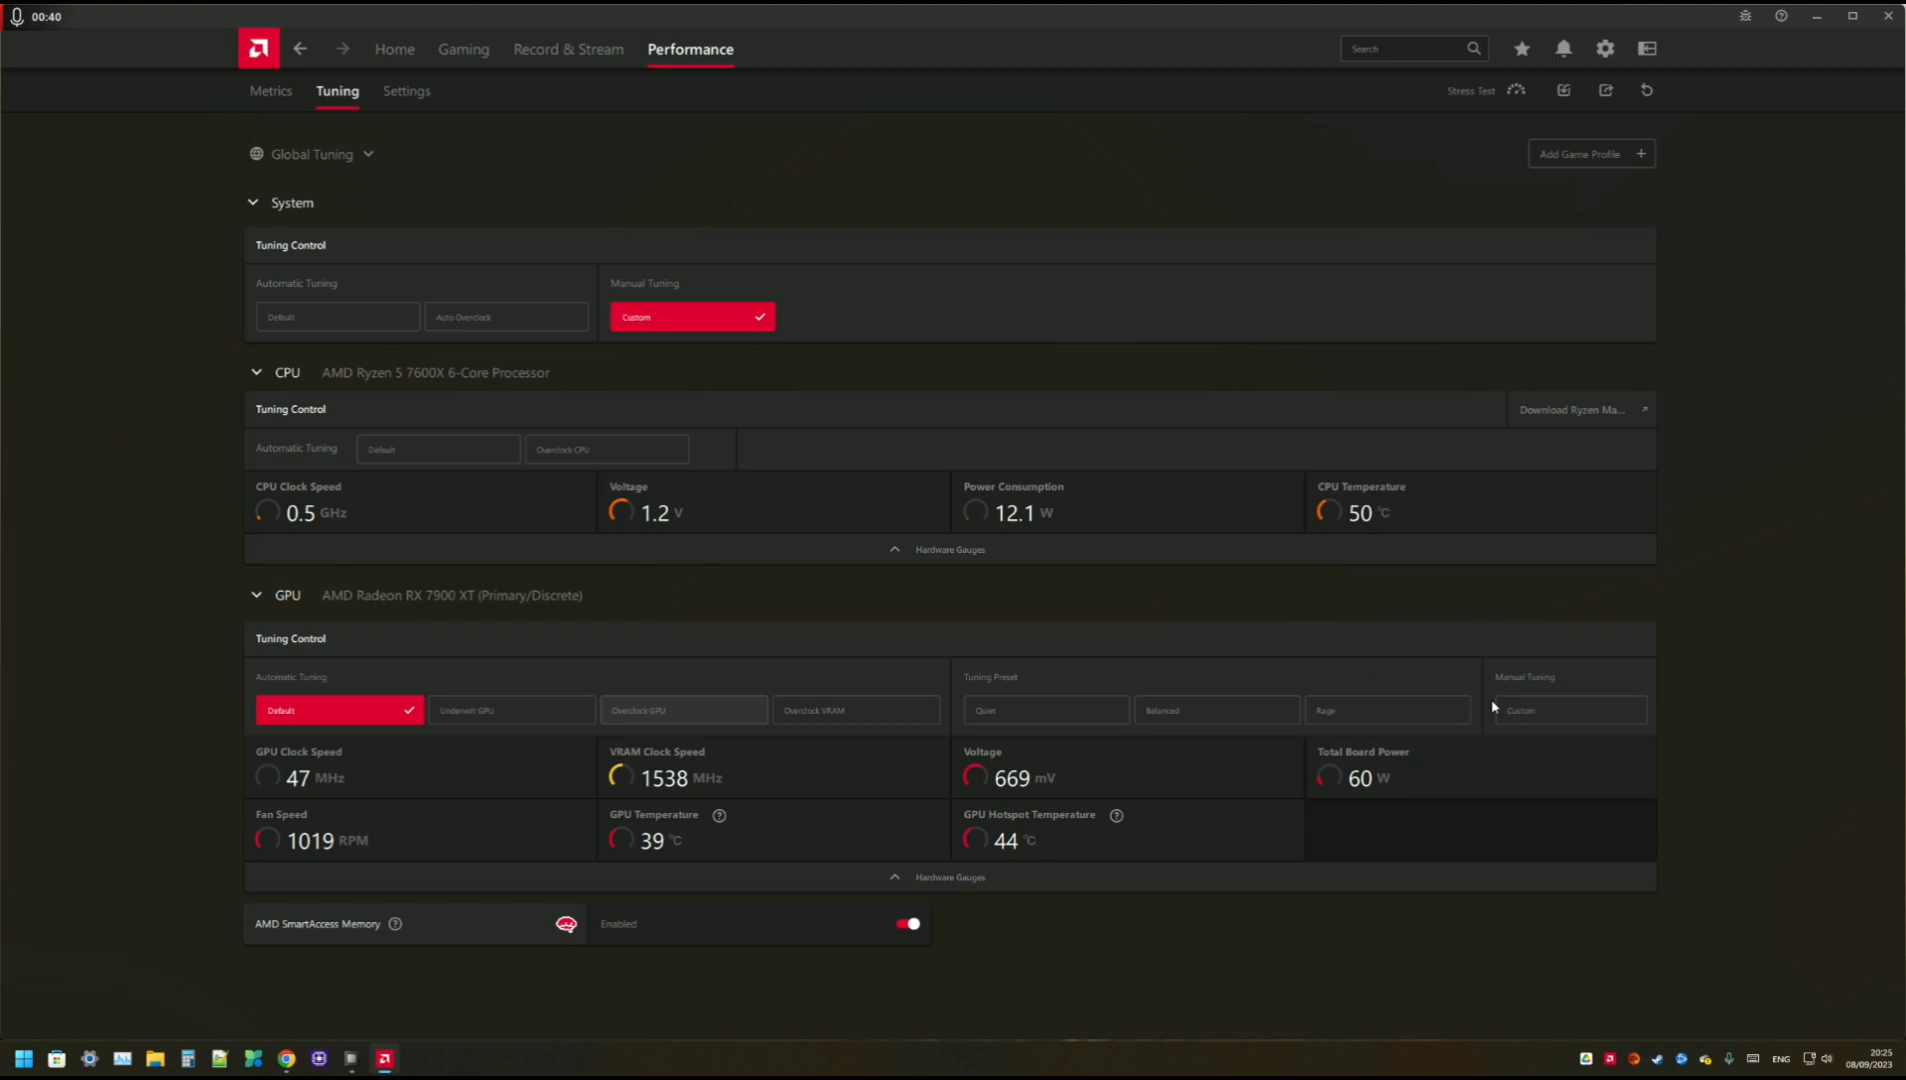 00:40
Home Gaming Record & Stream Performance Search
Metrics Tuning Settings Stress Test
Global Tuning Add Game Profile +
System
Tuning Control
Automatic Tuning Manual Tuning
Default Auto Overclock Custom
CPU AMD Ryzen 5 7600X 6-Core Processor
Tuning Control Download Ryzen Ma...
Automatic Tuning Default Overclock CPU
CPU Clock Speed Voltage Power Consumption CPU Temperature
0.5 GHz 1.2 V 12.1 W 50 °C
Hardware Gauges
GPU AMD Radeon RX 7900 XT (Primary/Discrete)
Tuning Control
Automatic Tuning Tuning Preset Manual Tuning
Default Undervolt GPU Overclock GPU Overclock VRAM Quiet Balanced Rage Custom
GPU Clock Speed VRAM Clock Speed Voltage Total Board Power
47 MHz 1538 MHz 669 mV 60 W
Fan Speed GPU Temperature GPU Hotspot Temperature
1019 RPM 39 °C 44 °C
Hardware Gauges
AMD SmartAccess Memory Enabled
ENG 20:25
08/09/2023